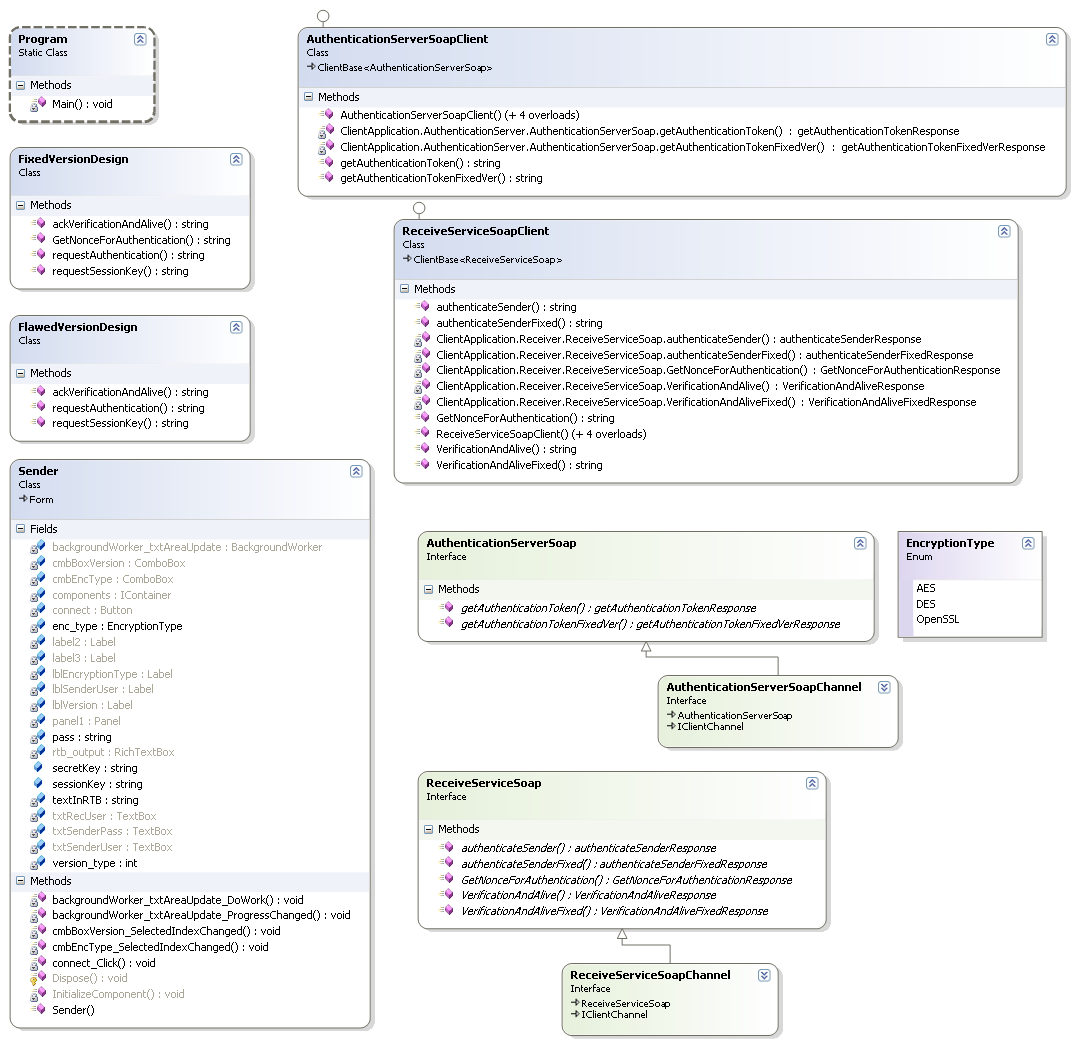 Program
Static Class
Methods
Main() : void
FixedVersionDesign
Class
Methods
ackVerificationAndAlive() : string
GetNonceForAuthentication() : string
requestAuthentication() : string
requestSessionKey() : string
FlawedVersionDesign
Class
Methods
ackVerificationAndAlive() : string
requestAuthentication() : string
requestSessionKey() : string
Sender
Class
Form
Fields
backgroundWorker_txtAreaUpdate : BackgroundWorker
cmbBoxVersion : ComboBox
cmbEncType : ComboBox
components : IContainer
connect : Button
enc_type : EncryptionType
label2 : Label
label3 : Label
lblEncryptionType : Label
lblSenderUser : Label
lblVersion : Label
panel1 : Panel
pass : string
rtb_output : RichTextBox
secretKey : string
sessionKey : string
textInRTB : string
txtRecUser : TextBox
txtSenderPass : TextBox
txtSenderUser : TextBox
version_type : int
Methods
backgroundWorker_txtAreaUpdate_DoWork() : void
backgroundWorker_txtAreaUpdate_ProgressChanged() : void
cmbBoxVersion_SelectedIndexChanged() : void
cmbEncType_SelectedIndexChanged() : void
connect_Click() : void
Dispose() : void
InitializeComponent() : void
Sender()
AuthenticationServerSoapClient
Class
ClientBase<AuthenticationServerSoap>
Methods
AuthenticationServerSoapClient() (+ 4 overloads)
ClientApplication.AuthenticationServer.AuthenticationServerSoap.getAuthenticationToken() : getAuthenticationTokenResponse
ClientApplication.AuthenticationServer.AuthenticationServerSoap.getAuthenticationTokenFixedVer() : getAuthenticationTokenFixedVerResponse
getAuthenticationToken() : string
getAuthenticationTokenFixedVer() : string
ReceiveServiceSoapClient
Class
ClientBase<ReceiveServiceSoap>
Methods
authenticateSender() : string
authenticateSenderFixed() : string
ClientApplication.Receiver.ReceiveServiceSoap.authenticateSender() : authenticateSenderResponse
ClientApplication.Receiver.ReceiveServiceSoap.authenticateSenderFixed() : authenticateSenderFixedResponse
ClientApplication.Receiver.ReceiveServiceSoap.GetNonceForAuthentication() : GetNonceForAuthenticationResponse
ClientApplication.Receiver.ReceiveServiceSoap.VerificationAndAlive() : VerificationAndAliveResponse
ClientApplication.Receiver.ReceiveServiceSoap.VerificationAndAliveFixed() : VerificationAndAliveFixedResponse
GetNonceForAuthentication() : string
ReceiveServiceSoapClient() (+ 4 overloads)
VerificationAndAlive() : string
VerificationAndAliveFixed() : string
AuthenticationServerSoap
Interface
Methods
getAuthenticationToken() : getAuthenticationTokenResponse
getAuthenticationTokenFixedVer() : getAuthenticationTokenFixedVerResponse
EncryptionType
Enum
AES
DES
OpenSSL
AuthenticationServerSoapChannel
Interface
AuthenticationServerSoap
IClientChannel
ReceiveServiceSoap
Interface
Methods
authenticateSender() : authenticateSenderResponse
authenticateSenderFixed() : authenticateSenderFixedResponse
GetNonceForAuthentication() : GetNonceForAuthenticationResponse
VerificationAndAlive() : VerificationAndAliveResponse
VerificationAndAliveFixed() : VerificationAndAliveFixedResponse
ReceiveServiceSoapChannel
Interface
ReceiveServiceSoap
IClientChannel